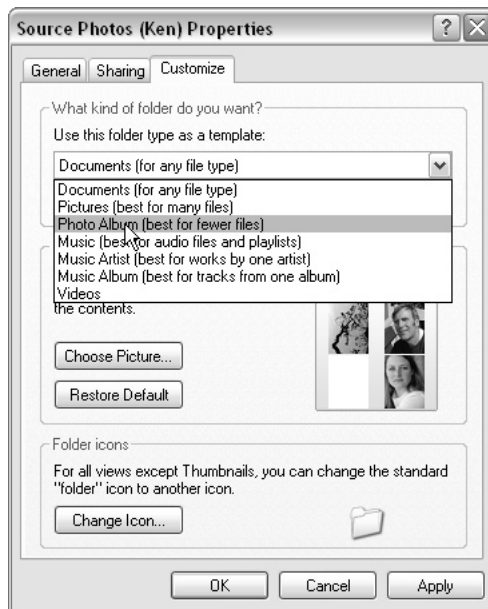 Source Photos (Ken) Properties
General Sharing Customize
What kind of folder do you want?
Use this folder type as a template:
Documents (for any file type)
Documents (for any file type)
Pictures (best for many files)
Photo Album (best for fewer files)
Music (best for audio files and playlists)
Music Artist (best for works by one artist)
Music Album (best for tracks from one album)
Videos
the contents.
Choose Picture...
Restore Default
Folder icons
For all views except Thumbnails, you can change the standard
"folder" icon to another icon.
Change Icon...
OK Cancel Apply